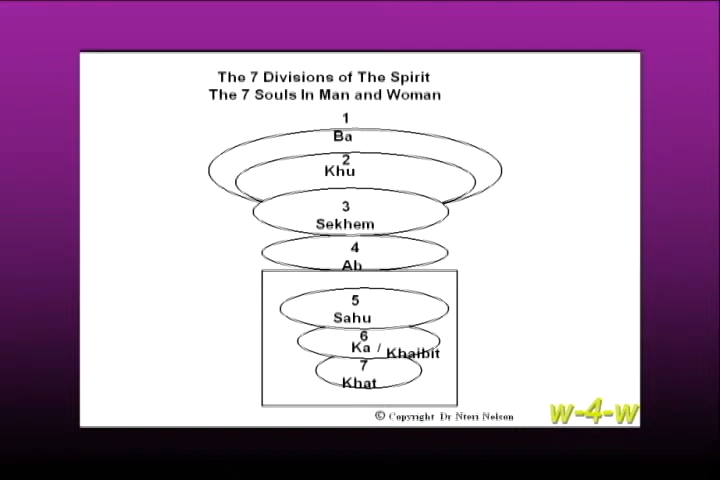 The 7 Divisions of The Spirit
The 7 Souls In Man and Woman
1
Ba
2
Khu
3
Sekhem
4
Ab
5
Sahu
6
Ka / Khaibit
7
Khat
© Copyright Dr Nteri Nelson
w-4-w